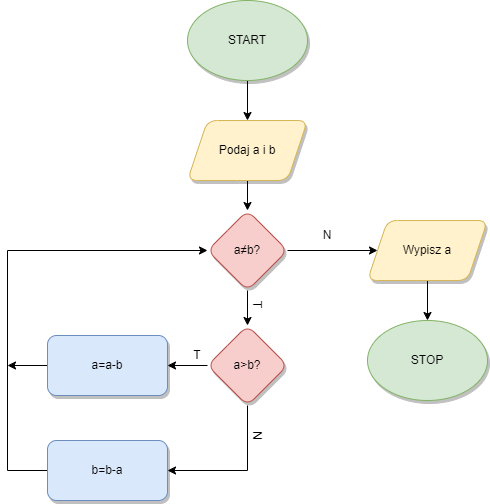 START
Podaj a i b
a≠b?
N
Wypisz a
T
STOP
a>b?
T
a=a-b
N
b=b-a